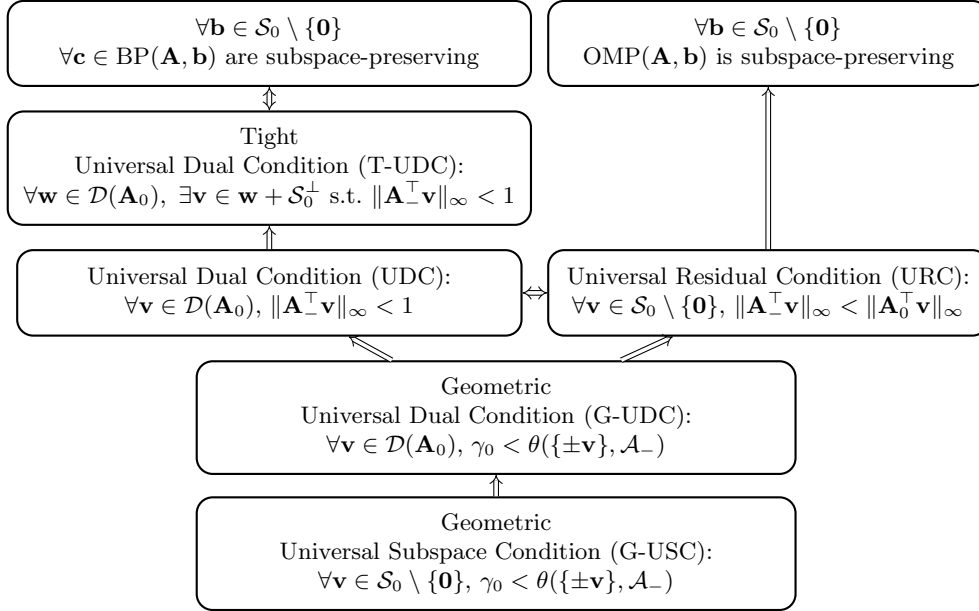 ∀b ∈ S₀ \ {0}
∀c ∈ BP(A, b) are subspace-preserving
∀b ∈ S₀ \ {0}
OMP(A, b) is subspace-preserving
Tight
Universal Dual Condition (T-UDC):
∀w ∈ D(A₀), ∃v ∈ w + S₀^⊥ s.t. ‖A₋^⊤v‖∞ < 1
Universal Dual Condition (UDC):
∀v ∈ D(A₀), ‖A₋^⊤v‖∞ < 1
Universal Residual Condition (URC):
∀v ∈ S₀ \ {0}, ‖A₋^⊤v‖∞ < ‖A₀^⊤v‖∞
Geometric
Universal Dual Condition (G-UDC):
∀v ∈ D(A₀), γ₀ < θ({±v}, A₋)
Geometric
Universal Subspace Condition (G-USC):
∀v ∈ S₀ \ {0}, γ₀ < θ({±v}, A₋)